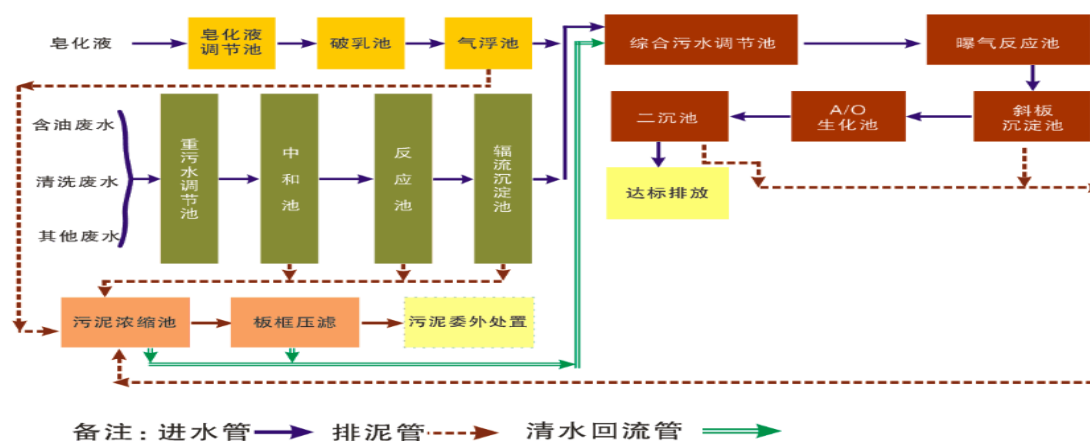 皂化液
皂化液
调节池
破乳池
气浮池
综合污水调节池
曝气反应池
含油废水
清洗废水
其他废水
重污水调节池
中和池
反应池
辐流沉淀池
二沉池
A/O
生化池
斜板
沉淀池
达标排放
污泥浓缩池
板框压滤
污泥委外处置
备注：进水管
排泥管
清水回流管